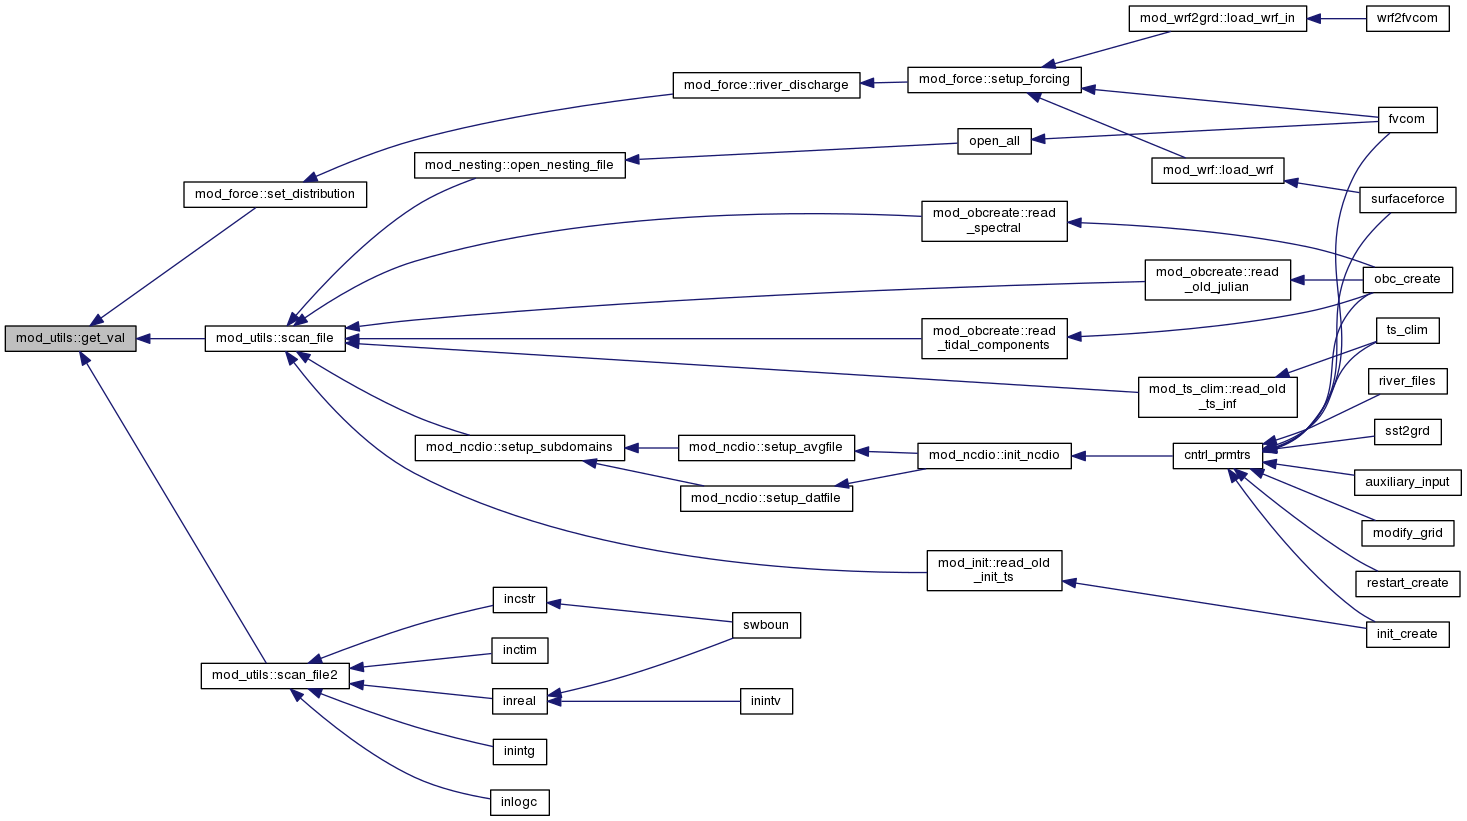 mod_wrf2grd::load_wrf_in
wrf2fvcom
mod_force::setup_forcing
mod_force::river_discharge
fvcom
open_all
mod_nesting::open_nesting_file
mod_wrf::load_wrf
mod_force::set_distribution
surfaceforce
mod_obcreate::read
_spectral
mod_obcreate::read
_old_julian
obc_create
mod_utils::get_val
mod_utils::scan_file
mod_obcreate::read
_tidal_components
ts_clim
mod_ts_clim::read_old
_ts_inf
river_files
sst2grd
mod_ncdio::setup_subdomains
mod_ncdio::setup_avgfile
mod_ncdio::init_ncdio
cntrl_prmtrs
auxiliary_input
mod_ncdio::setup_datfile
modify_grid
mod_init::read_old
_init_ts
restart_create
incstr
swboun
init_create
inctim
mod_utils::scan_file2
inreal
inintv
inintg
inlogc